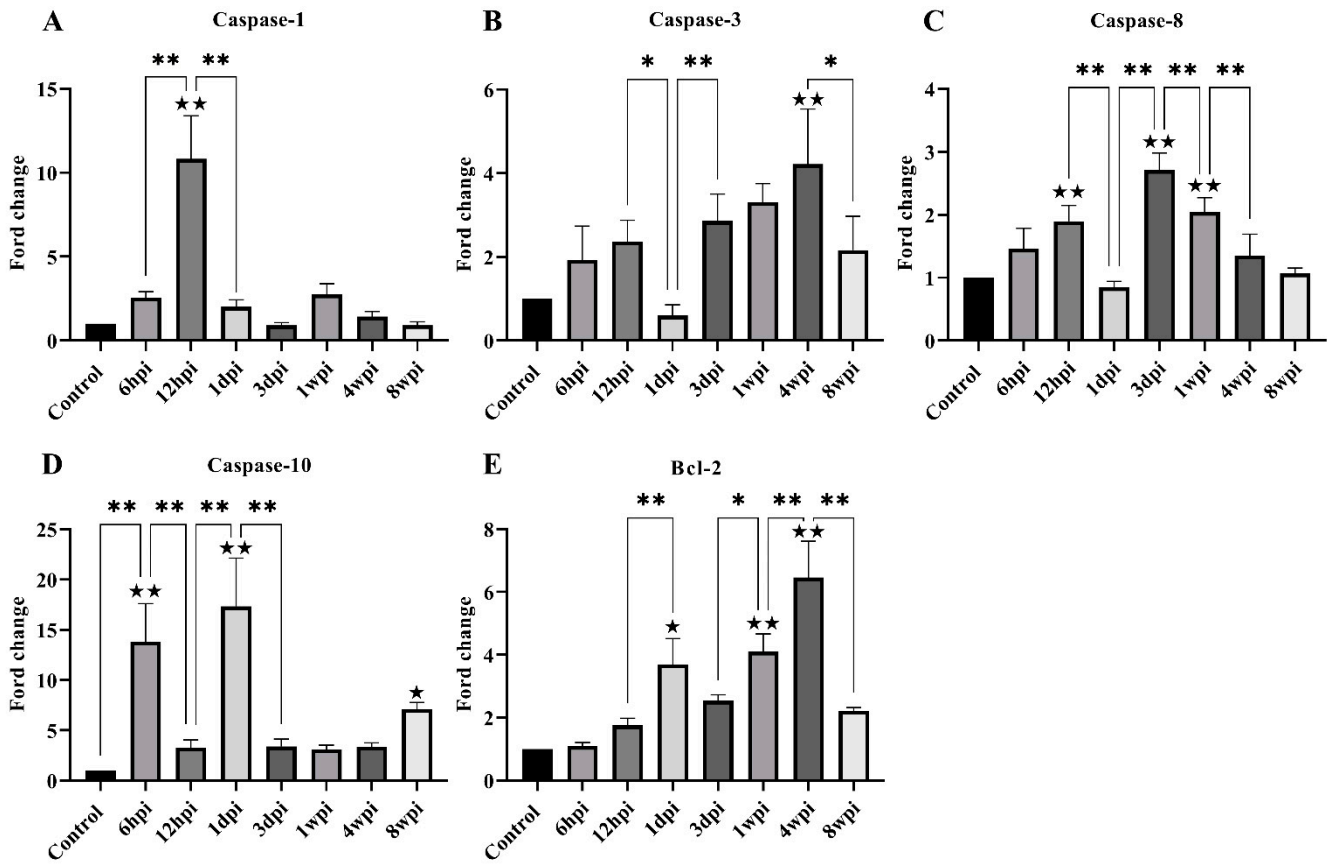 A Caspase-1
** **
★★
Ford change
15
10
5
0
Control 6hpi 12hpi 1dpi 3dpi 1wpi 4wpi 8wpi
B Caspase-3
* ** *
★★
Ford change
6
4
2
0
Control 6hpi 12hpi 1dpi 3dpi 1wpi 4wpi 8wpi
C Caspase-8
** ** ** **
★★ ★★ ★★
Ford change
4
3
2
1
0
Control 6hpi 12hpi 1dpi 3dpi 1wpi 4wpi 8wpi
D Caspase-10
** ** ** **
★★ ★★ ★
Ford change
25
20
15
10
5
0
Control 6hpi 12hpi 1dpi 3dpi 1wpi 4wpi 8wpi
E Bcl-2
** * ** **
★ ★★ ★★
Ford change
8
6
4
2
0
Control 6hpi 12hpi 1dpi 3dpi 1wpi 4wpi 8wpi